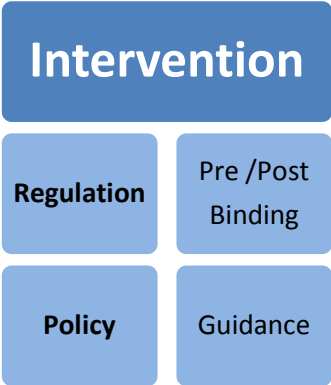 Intervention
Regulation
Pre /Post
Binding
Policy
Guidance